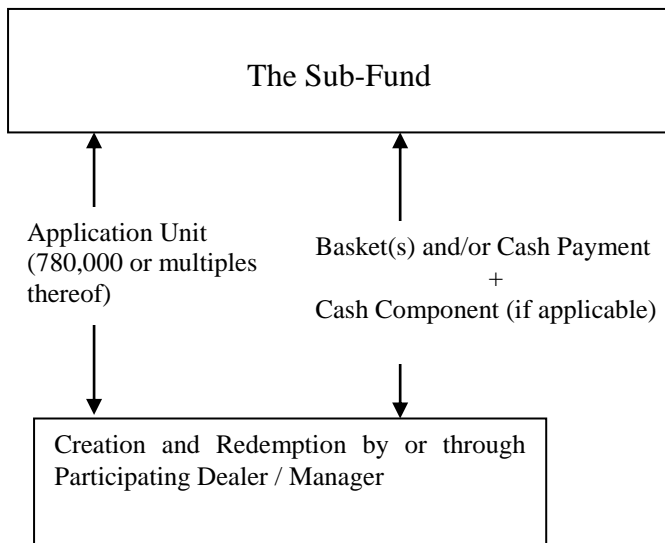 The Sub-Fund
Application Unit
(780,000 or multiples
thereof)
Basket(s) and/or Cash Payment
+
Cash Component (if applicable)
Creation and Redemption by or through
Participating Dealer / Manager